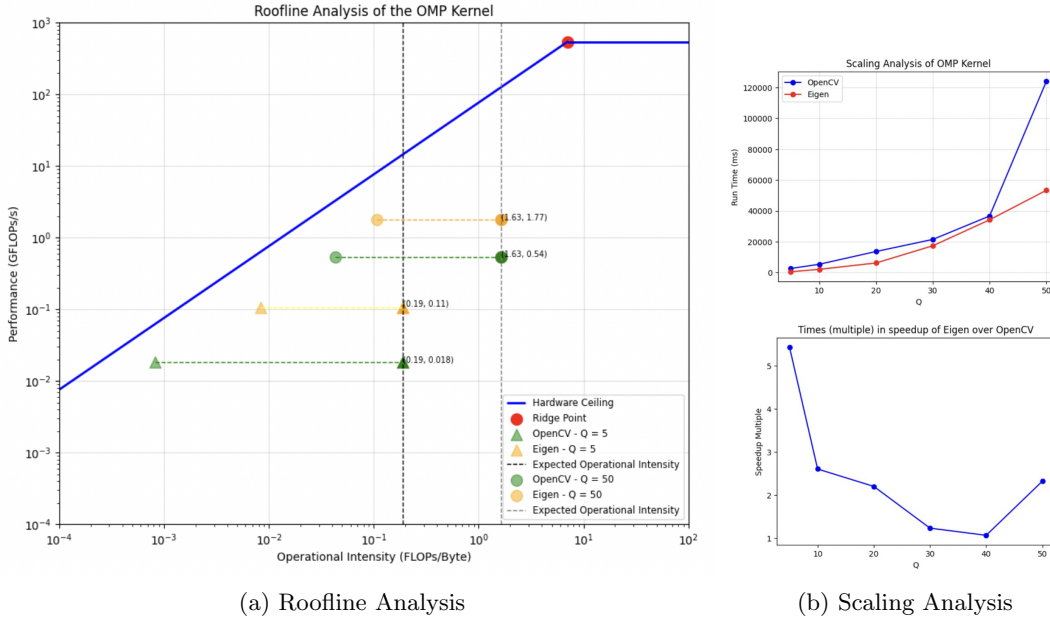 Roofline Analysis of the OMP Kernel
Performance (GFLOPs/s)
10³
10²
10¹
10⁰
10⁻¹
10⁻²
10⁻³
10⁻⁴
(1.63, 1.77)
(1.63, 0.54)
(0.19, 0.11)
(0.19, 0.018)
Hardware Ceiling
Ridge Point
OpenCV - Q = 5
Eigen - Q = 5
Expected Operational Intensity
OpenCV - Q = 50
Eigen - Q = 50
Expected Operational Intensity
10⁻⁴ 10⁻³ 10⁻² 10⁻¹ 10⁰ 10¹ 10²
Operational Intensity (FLOPs/Byte)
(a) Roofline Analysis
Scaling Analysis of OMP Kernel
OpenCV
Eigen
Run Time (ms)
120000
100000
80000
60000
40000
20000
0
10 20 30 40 50
Q
Times (multiple) in speedup of Eigen over OpenCV
Speedup Multiple
5
4
3
2
1
10 20 30 40 50
Q
(b) Scaling Analysis